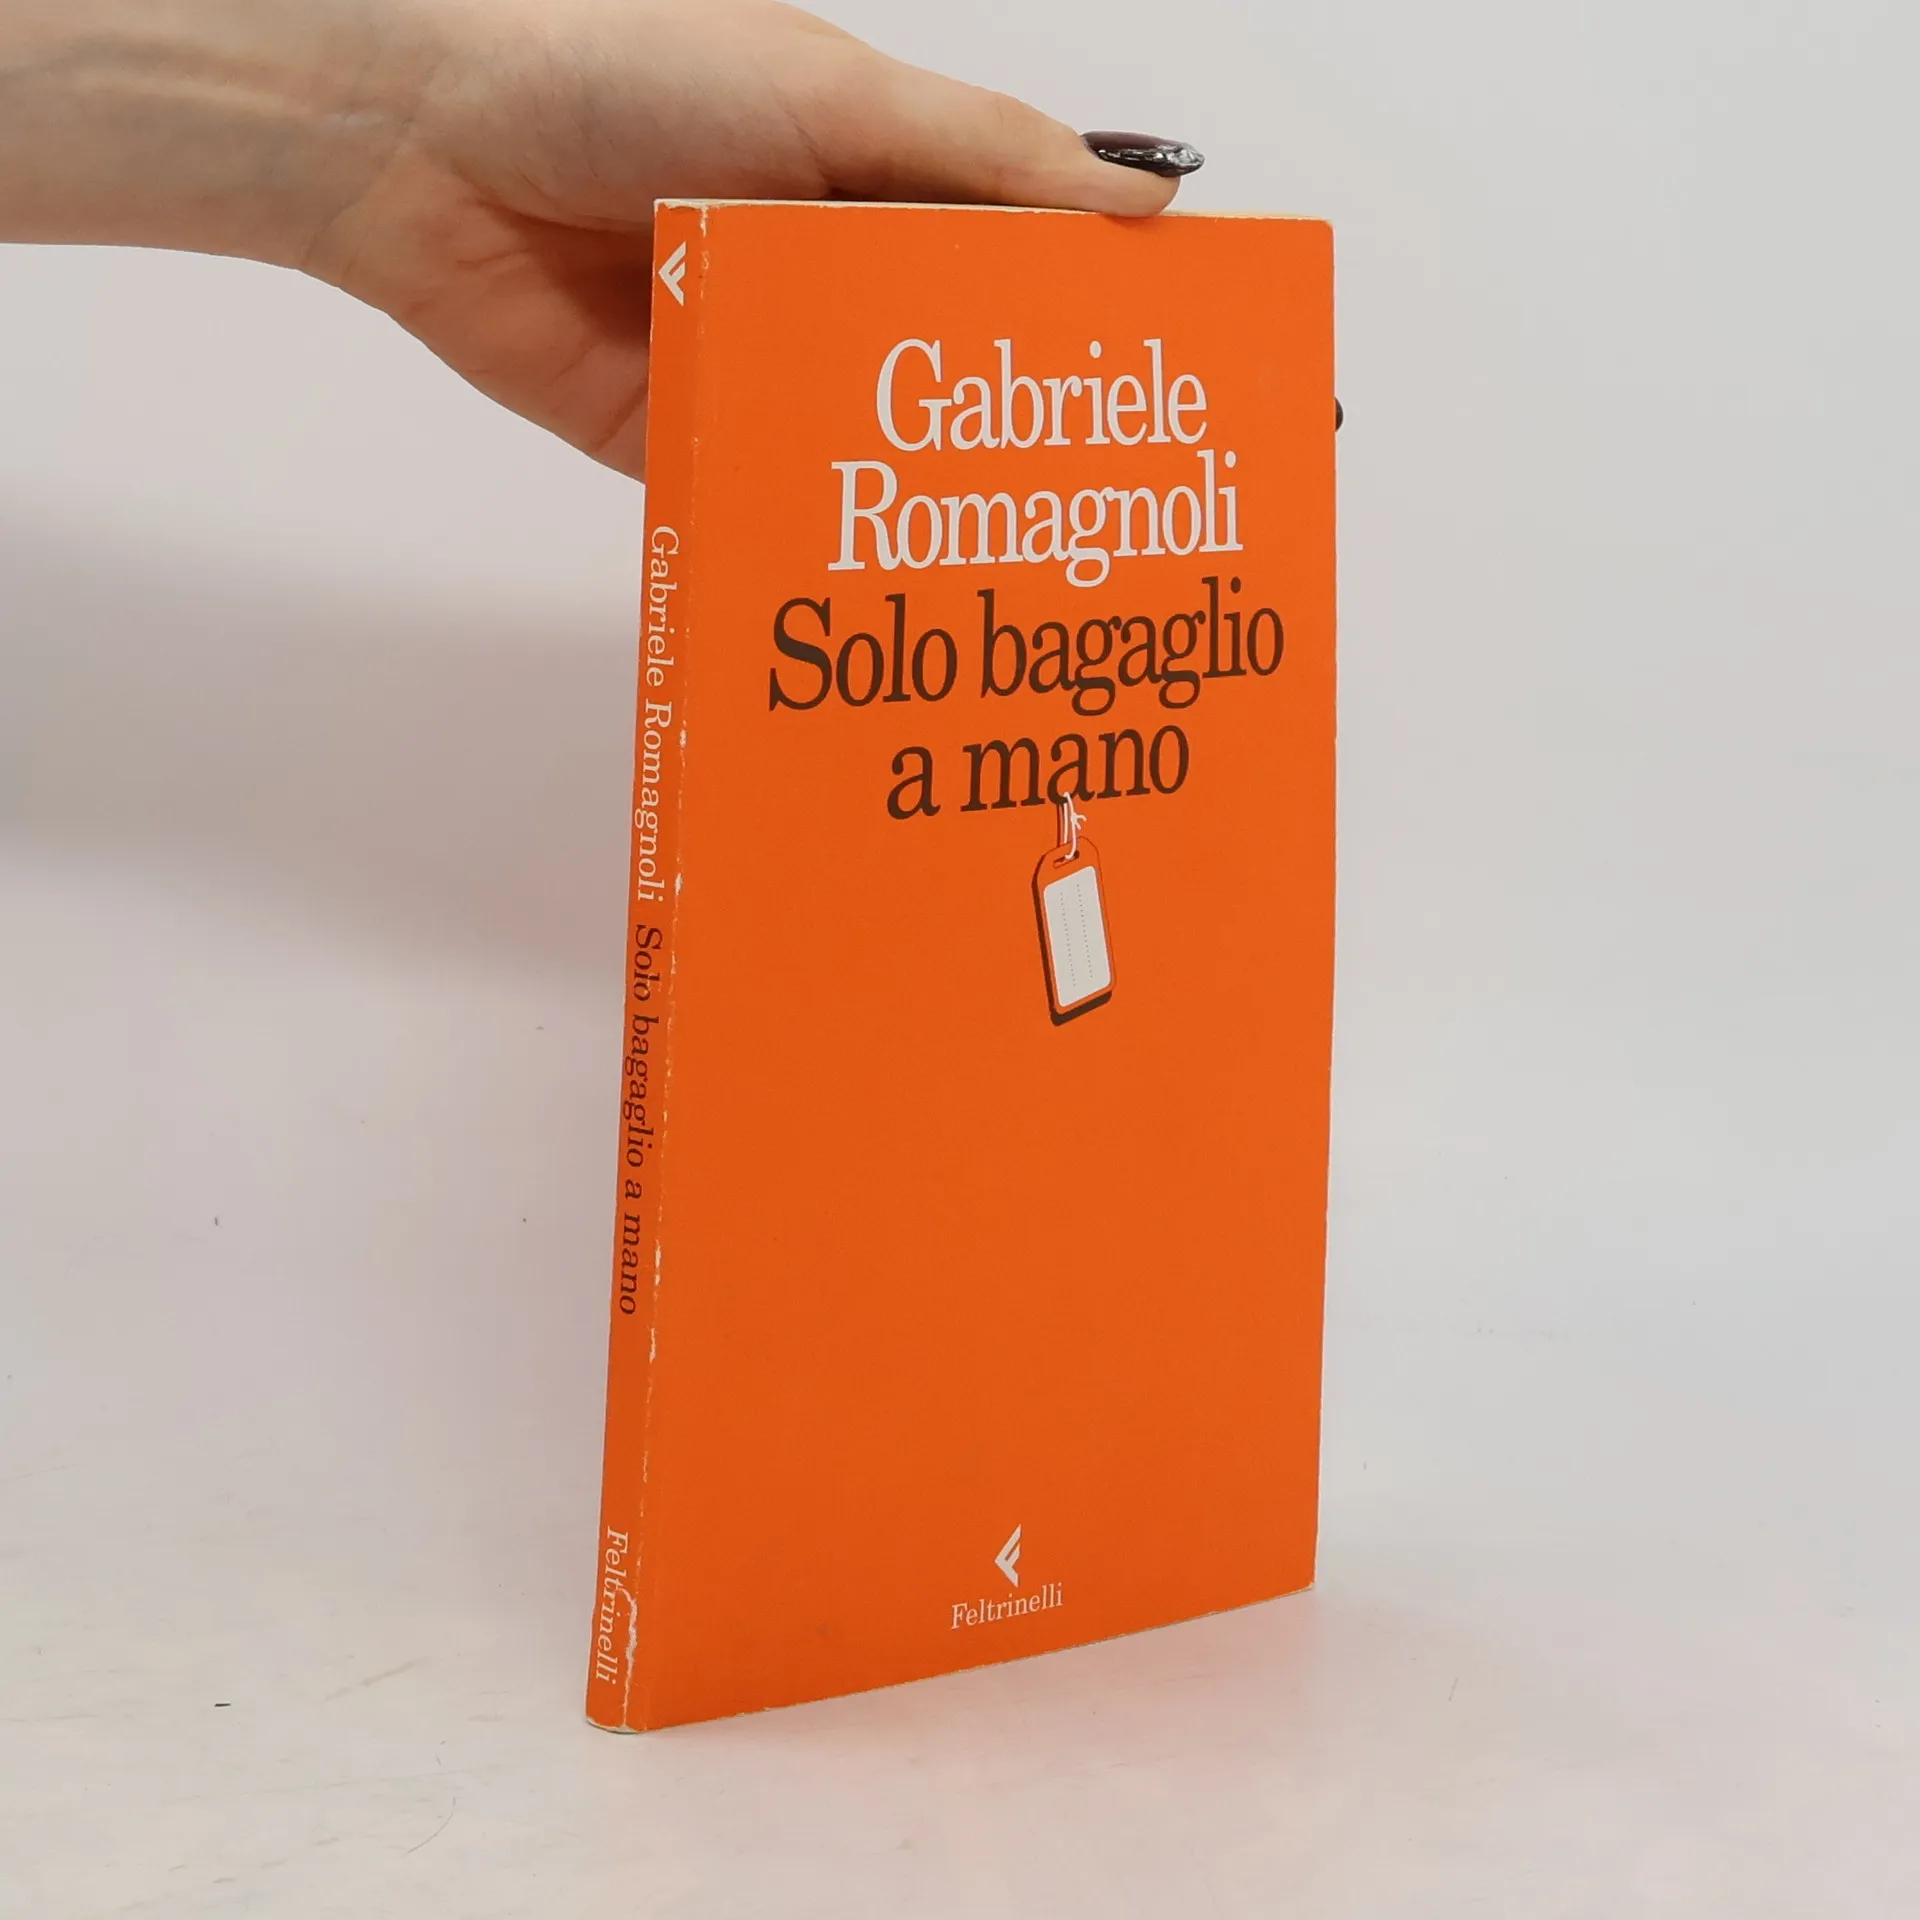 Gabriele
Romagnoli
Solo bagaglio
a mano
Feltrinelli
Gabriele Romagnoli Solo bagaglio a mano
Feltrinelli